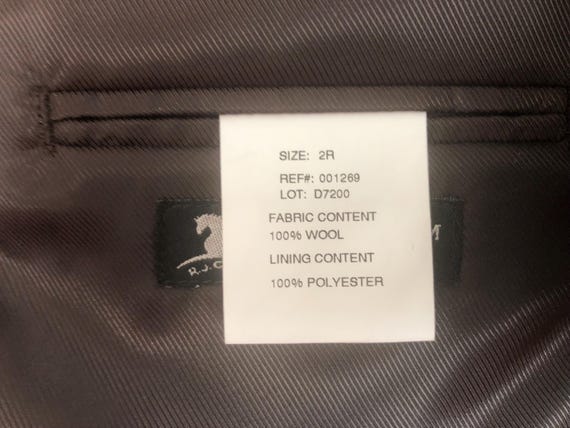 SIZE: 2R
REF#: 001269
LOT: D7200
FABRIC CONTENT
100% WOOL
LINING CONTENT
100% POLYESTER
R.J.
M